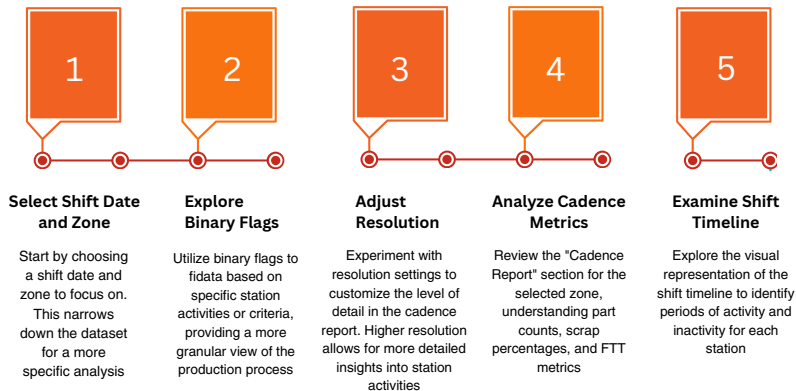 1
2
3
4
5
Select Shift Date
and Zone
Start by choosing
a shift date and
zone to focus on.
This narrows
down the dataset
for a more
specific analysis
Explore
Binary Flags
Utilize binary flags to
fidata based on
specific station
activities or criteria,
providing a more
granular view of the
production process
Adjust
Resolution
Experiment with
resolution settings to
customize the level of
detail in the cadence
report. Higher resolution
allows for more detailed
insights into station
activities
Analyze Cadence
Metrics
Review the "Cadence
Report" section for the
selected zone,
understanding part
counts, scrap
percentages, and FTT
metrics
Examine Shift
Timeline
Explore the visual
representation of the
shift timeline to identify
periods of activity and
inactivity for each
station